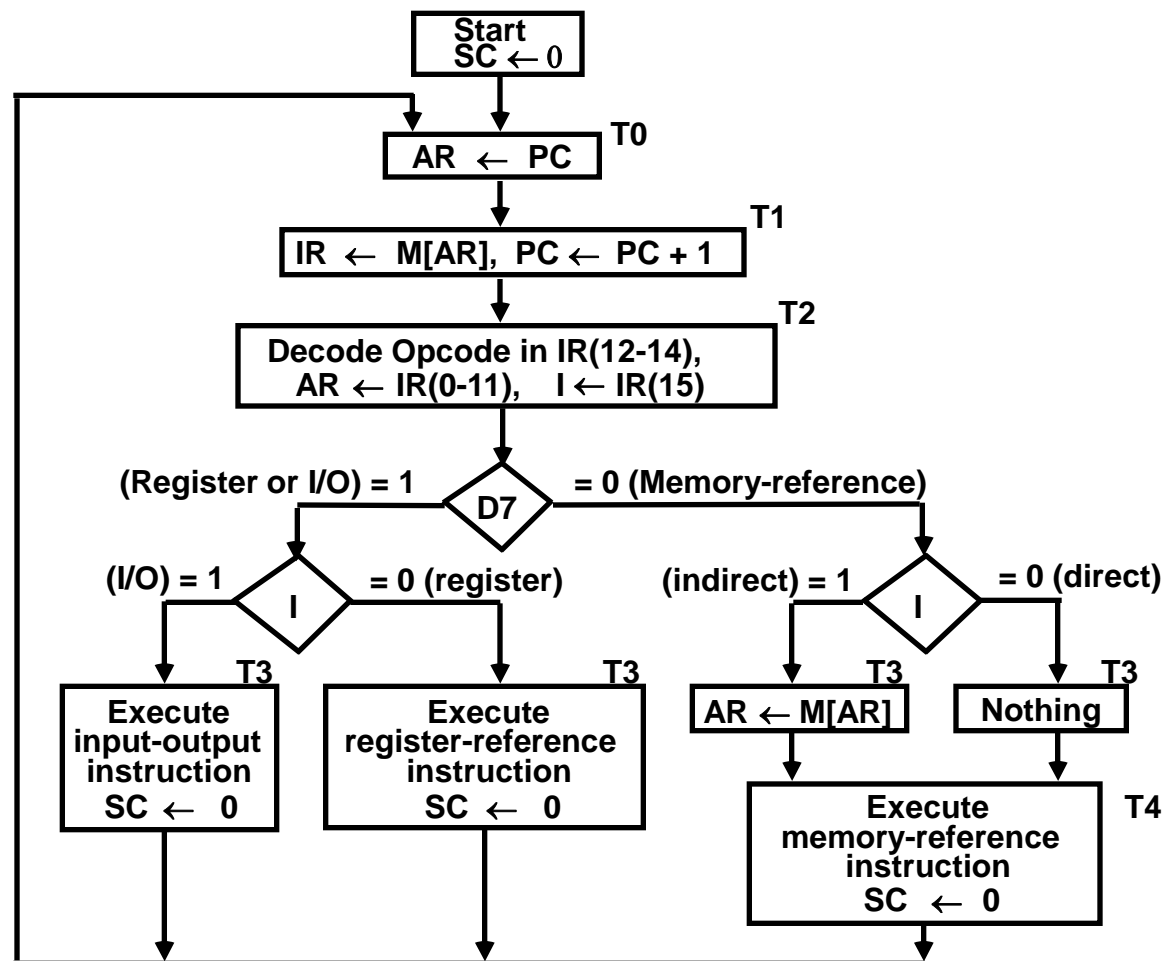 Start
SC ← 0
T0
AR ← PC
T1
IR ← M[AR], PC ← PC + 1
T2
Decode Opcode in IR(12-14),
AR ← IR(0-11), I ← IR(15)
(Register or I/O) = 1
= 0 (Memory-reference)
D7
(I/O) = 1
= 0 (register)
(indirect) = 1
= 0 (direct)
I
I
T3
T3
T3
T3
Execute
input-output
instruction
SC ← 0
Execute
register-reference
instruction
SC ← 0
AR ← M[AR]
Nothing
Execute
memory-reference
instruction
SC ← 0
T4